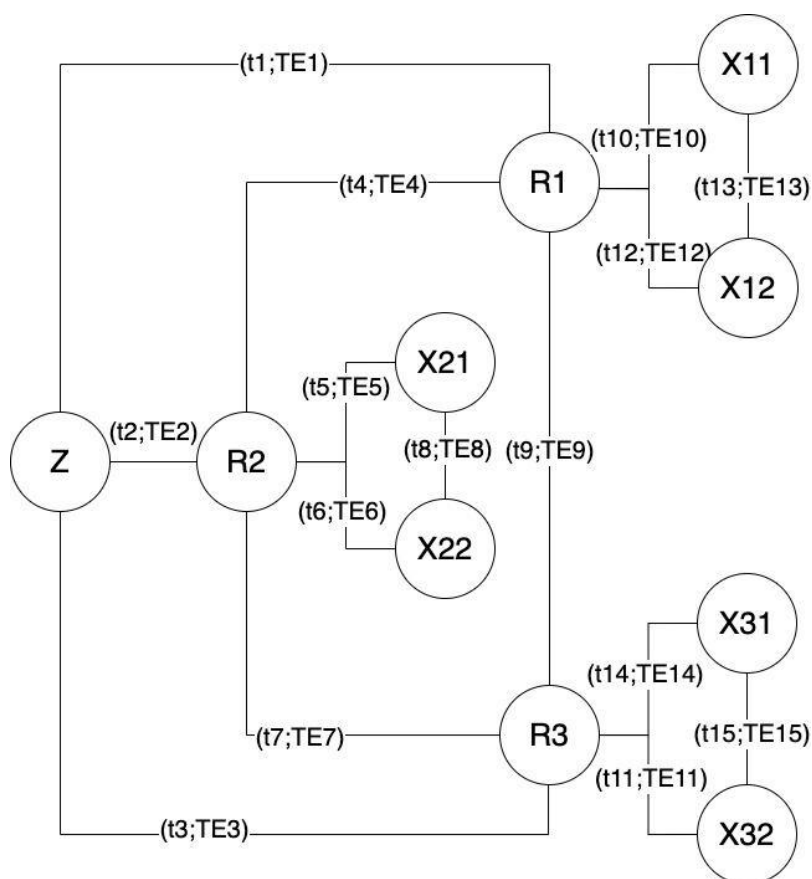 (t1;TE1)
X11
(t10;TE10)
(t4;TE4)
R1
(t13;TE13)
(t12;TE12)
X12
X21
(t5;TE5)
(t2;TE2)
(t8;TE8)
(t9;TE9)
Z
R2
(t6;TE6)
X22
X31
(t14;TE14)
(t7;TE7)
R3
(t15;TE15)
(t11;TE11)
(t3;TE3)
X32